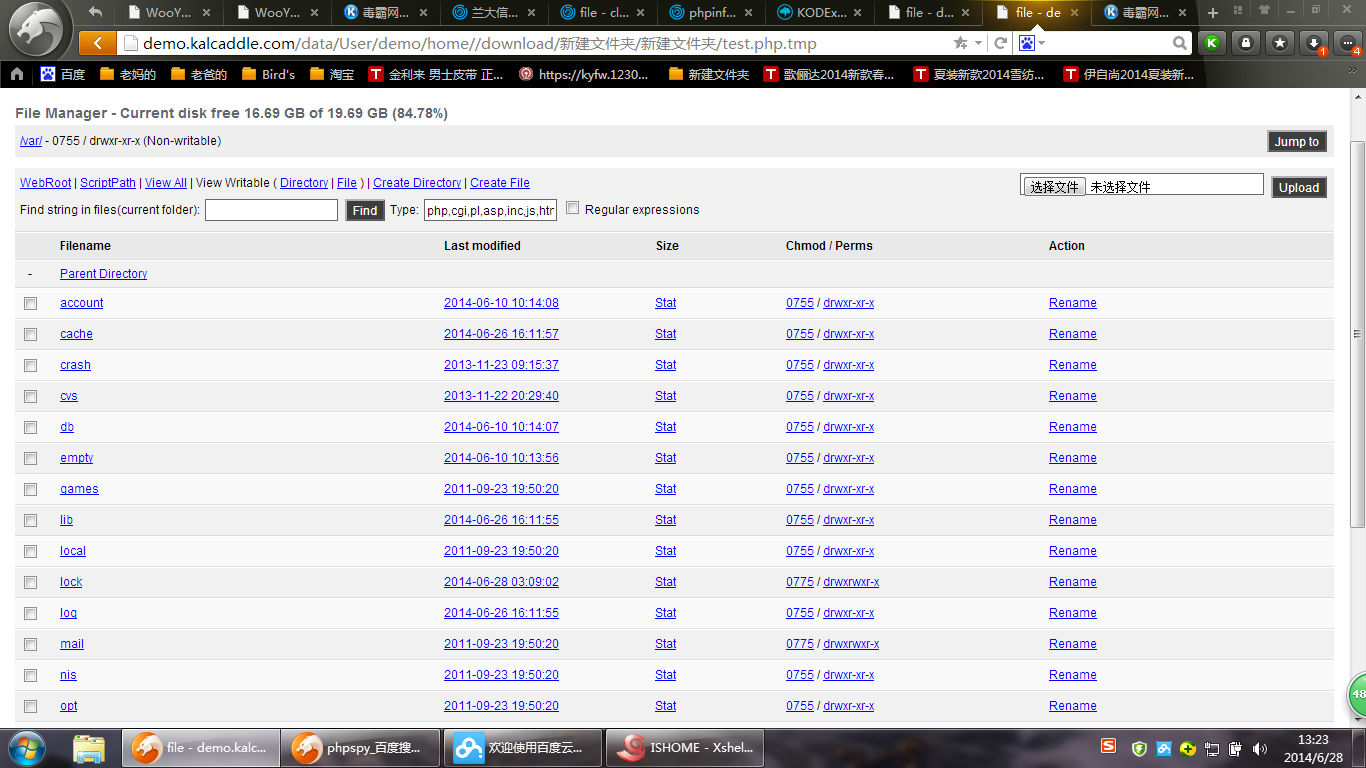 WooY...
WooY...
毒霸网...
兰大信...
file - cl...
phpinf...
KODEx...
file - d...
file - de
毒霸网...
demo.kalcaddle.com/data/User/demo/home//download/新建文件夹/新建文件夹/test.php.tmp
百度 老妈的 老爸的 Bird's 淘宝 金利来 男士皮带 正... https://kyfw.1230... 新建文件夹 歌俪达2014新款春... 夏装新款2014雪纺... 伊自尚2014夏装新...
File Manager - Current disk free 16.69 GB of 19.69 GB (84.78%)
/var/ - 0755 / drwxr-xr-x (Non-writable) Jump to
WebRoot | ScriptPath | View All | View Writable ( Directory | File ) | Create Directory | Create File 选择文件 未选择文件 Upload
Find string in files(current folder): Find Type: php,cgi,pl,asp,inc,js,htm Regular expressions
Filename Last modified Size Chmod / Perms Action
- Parent Directory
account 2014-06-10 10:14:08 Stat 0755 / drwxr-xr-x Rename
cache 2014-06-26 16:11:57 Stat 0755 / drwxr-xr-x Rename
crash 2013-11-23 09:15:37 Stat 0755 / drwxr-xr-x Rename
cvs 2013-11-22 20:29:40 Stat 0755 / drwxr-xr-x Rename
db 2014-06-10 10:14:07 Stat 0755 / drwxr-xr-x Rename
empty 2014-06-10 10:13:56 Stat 0755 / drwxr-xr-x Rename
games 2011-09-23 19:50:20 Stat 0755 / drwxr-xr-x Rename
lib 2014-06-26 16:11:55 Stat 0755 / drwxr-xr-x Rename
local 2011-09-23 19:50:20 Stat 0755 / drwxr-xr-x Rename
lock 2014-06-28 03:09:02 Stat 0775 / drwxrwxr-x Rename
log 2014-06-26 16:11:55 Stat 0755 / drwxr-xr-x Rename
mail 2011-09-23 19:50:20 Stat 0775 / drwxrwxr-x Rename
nis 2011-09-23 19:50:20 Stat 0755 / drwxr-xr-x Rename
opt 2011-09-23 19:50:20 Stat 0755 / drwxr-xr-x Rename
48
file - demo.kalc... phpspy_百度搜... 欢迎使用百度云... ISHOME - Xshel... 13:23
2014/6/28